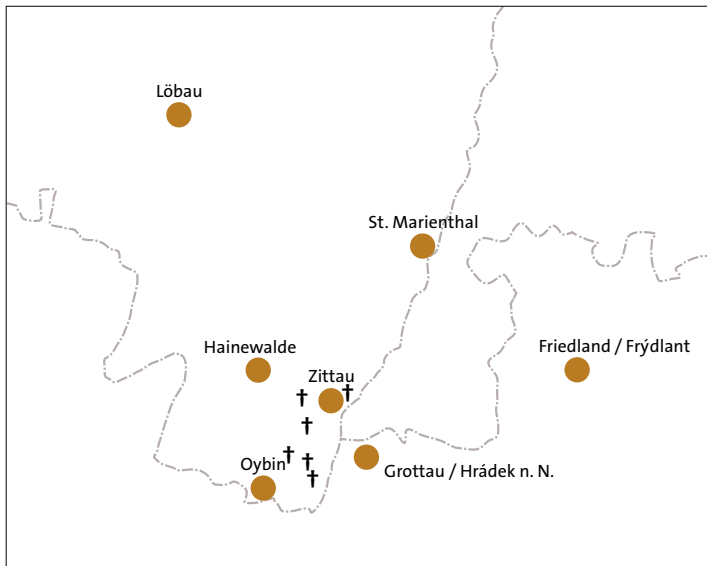 Löbau
St. Marienthal
Hainewalde
Friedland / Frýdlant
Zittau
Oybin
Grottau / Hrádek n. N.